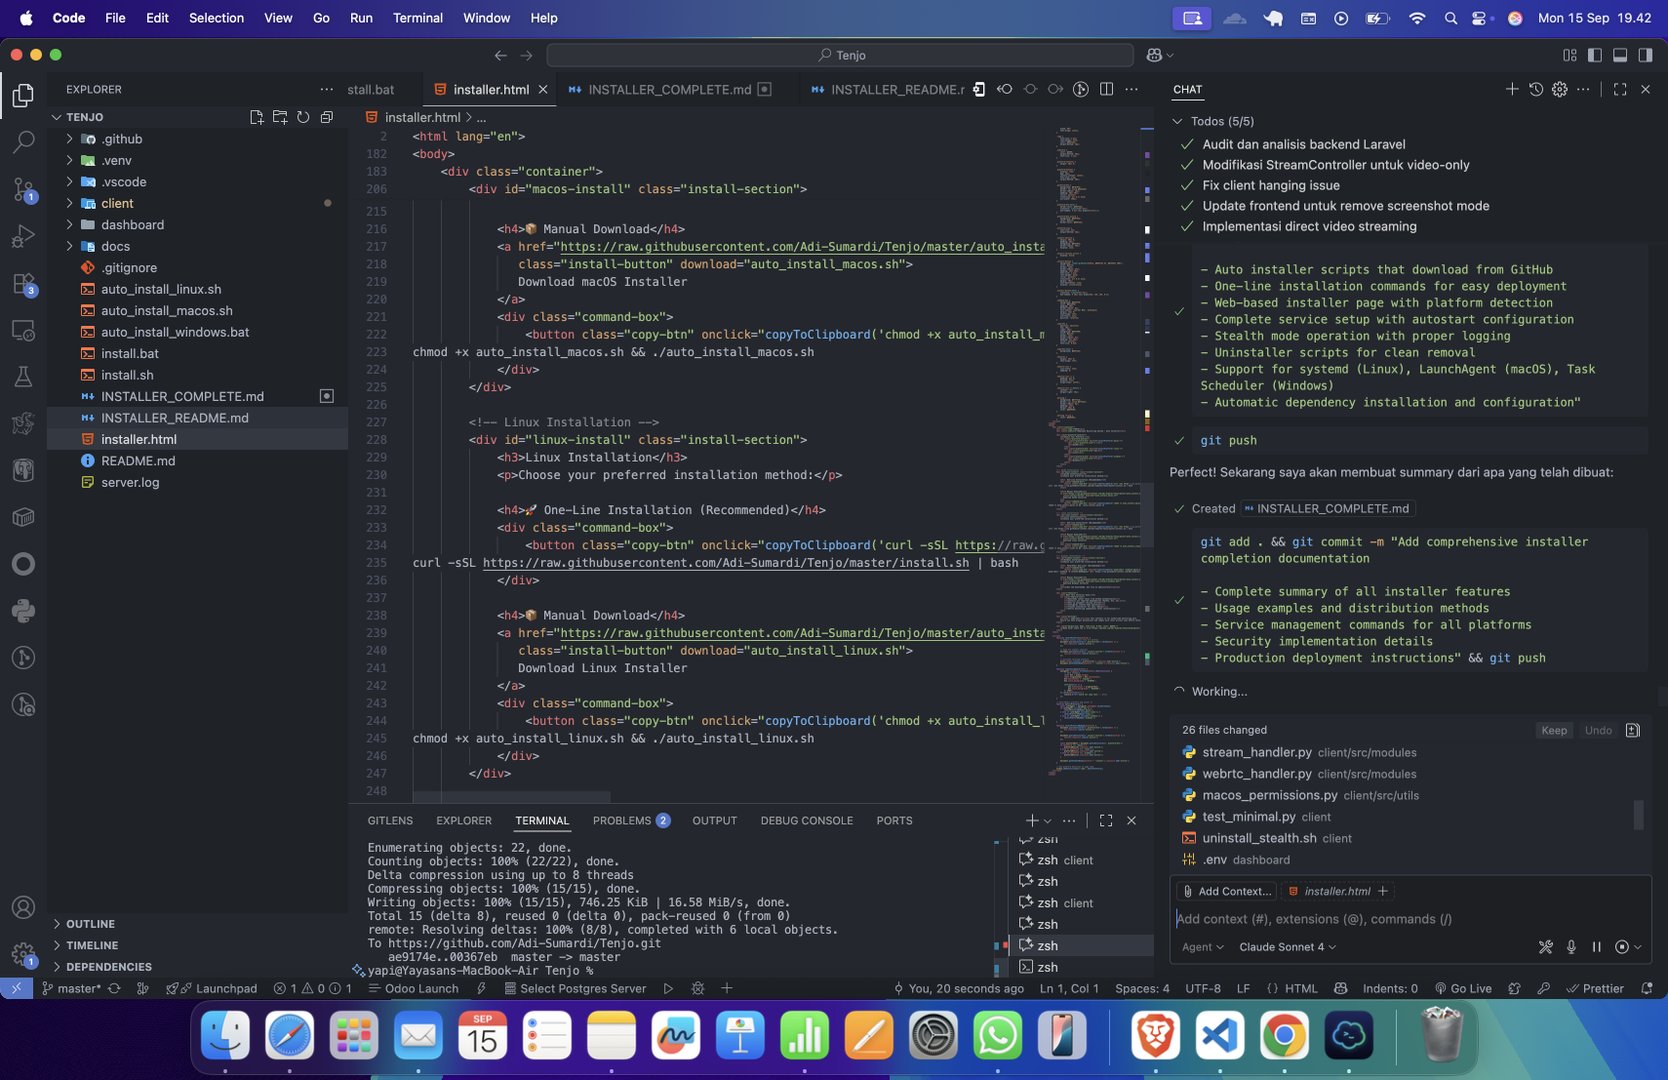 Code File Edit Selection View Go Run Terminal Window Help
Mon 15 Sep 19.42
Tenjo
EXPLORER
TENJO
.github
.venv
.vscode
client
dashboard
docs
.gitignore
auto_install_linux.sh
auto_install_macos.sh
auto_install_windows.bat
install.bat
install.sh
INSTALLER_COMPLETE.md
INSTALLER_README.md
installer.html
README.md
server.log
OUTLINE
TIMELINE
DEPENDENCIES
1
3
1
stall.bat
installer.html
INSTALLER_COMPLETE.md
INSTALLER_README.r
installer.html > ...
2 <html lang="en">
182 <body>
183 <div class="container">
206 <div id="macos-install" class="install-section">
215
216 <h4>📦 Manual Download</h4>
217 <a href="https://raw.githubusercontent.com/Adi-Sumardi/Tenjo/master/auto_insta
218 class="install-button" download="auto_install_macos.sh">
219 Download macOS Installer
220 </a>
221 <div class="command-box">
222 <button class="copy-btn" onclick="copyToClipboard('chmod +x auto_install_m
223 chmod +x auto_install_macos.sh && ./auto_install_macos.sh
224 </div>
225 </div>
226
227 <!-- Linux Installation -->
228 <div id="linux-install" class="install-section">
229 <h3>Linux Installation</h3>
230 <p>Choose your preferred installation method:</p>
231
232 <h4>🚀 One-Line Installation (Recommended)</h4>
233 <div class="command-box">
234 <button class="copy-btn" onclick="copyToClipboard('curl -sSL https://raw.g
235 curl -sSL https://raw.githubusercontent.com/Adi-Sumardi/Tenjo/master/install.sh | bash
236 </div>
237
238 <h4>📦 Manual Download</h4>
239 <a href="https://raw.githubusercontent.com/Adi-Sumardi/Tenjo/master/auto_insta
240 class="install-button" download="auto_install_linux.sh">
241 Download Linux Installer
242 </a>
243 <div class="command-box">
244 <button class="copy-btn" onclick="copyToClipboard('chmod +x auto_install_l
245 chmod +x auto_install_linux.sh && ./auto_install_linux.sh
246 </div>
247 </div>
248
GITLENS EXPLORER TERMINAL PROBLEMS 2 OUTPUT DEBUG CONSOLE PORTS
Enumerating objects: 22, done.
Counting objects: 100% (22/22), done.
Delta compression using up to 8 threads
Compressing objects: 100% (15/15), done.
Writing objects: 100% (15/15), 746.25 KiB | 16.58 MiB/s, done.
Total 15 (delta 8), reused 0 (delta 0), pack-reused 0 (from 0)
remote: Resolving deltas: 100% (8/8), completed with 6 local objects.
To https://github.com/Adi-Sumardi/Tenjo.git
ae9174e..00367eb master -> master
yapi@Yayasans-MacBook-Air Tenjo %
zsh
zsh client
zsh
zsh client
zsh
zsh
zsh
CHAT
Todos (5/5)
Audit dan analisis backend Laravel
Modifikasi StreamController untuk video-only
Fix client hanging issue
Update frontend untuk remove screenshot mode
Implementasi direct video streaming
- Auto installer scripts that download from GitHub
- One-line installation commands for easy deployment
- Web-based installer page with platform detection
- Complete service setup with autostart configuration
- Stealth mode operation with proper logging
- Uninstaller scripts for clean removal
- Support for systemd (Linux), LaunchAgent (macOS), Task
Scheduler (Windows)
- Automatic dependency installation and configuration"
git push
Perfect! Sekarang saya akan membuat summary dari apa yang telah dibuat:
Created INSTALLER_COMPLETE.md
git add . && git commit -m "Add comprehensive installer
completion documentation
- Complete summary of all installer features
- Usage examples and distribution methods
- Service management commands for all platforms
- Security implementation details
- Production deployment instructions" && git push
Working...
26 files changed
Keep Undo
stream_handler.py client/src/modules
webrtc_handler.py client/src/modules
macos_permissions.py client/src/utils
test_minimal.py client
uninstall_stealth.sh client
.env dashboard
Add Context... installer.html
Add context (#), extensions (@), commands (/)
Agent Claude Sonnet 4
master* Launchpad 1 0 1 Odoo Launch Select Postgres Server You, 20 seconds ago Ln 1, Col 1 Spaces: 4 UTF-8 LF {} HTML Indents: 0 Go Live Prettier
SEP
15